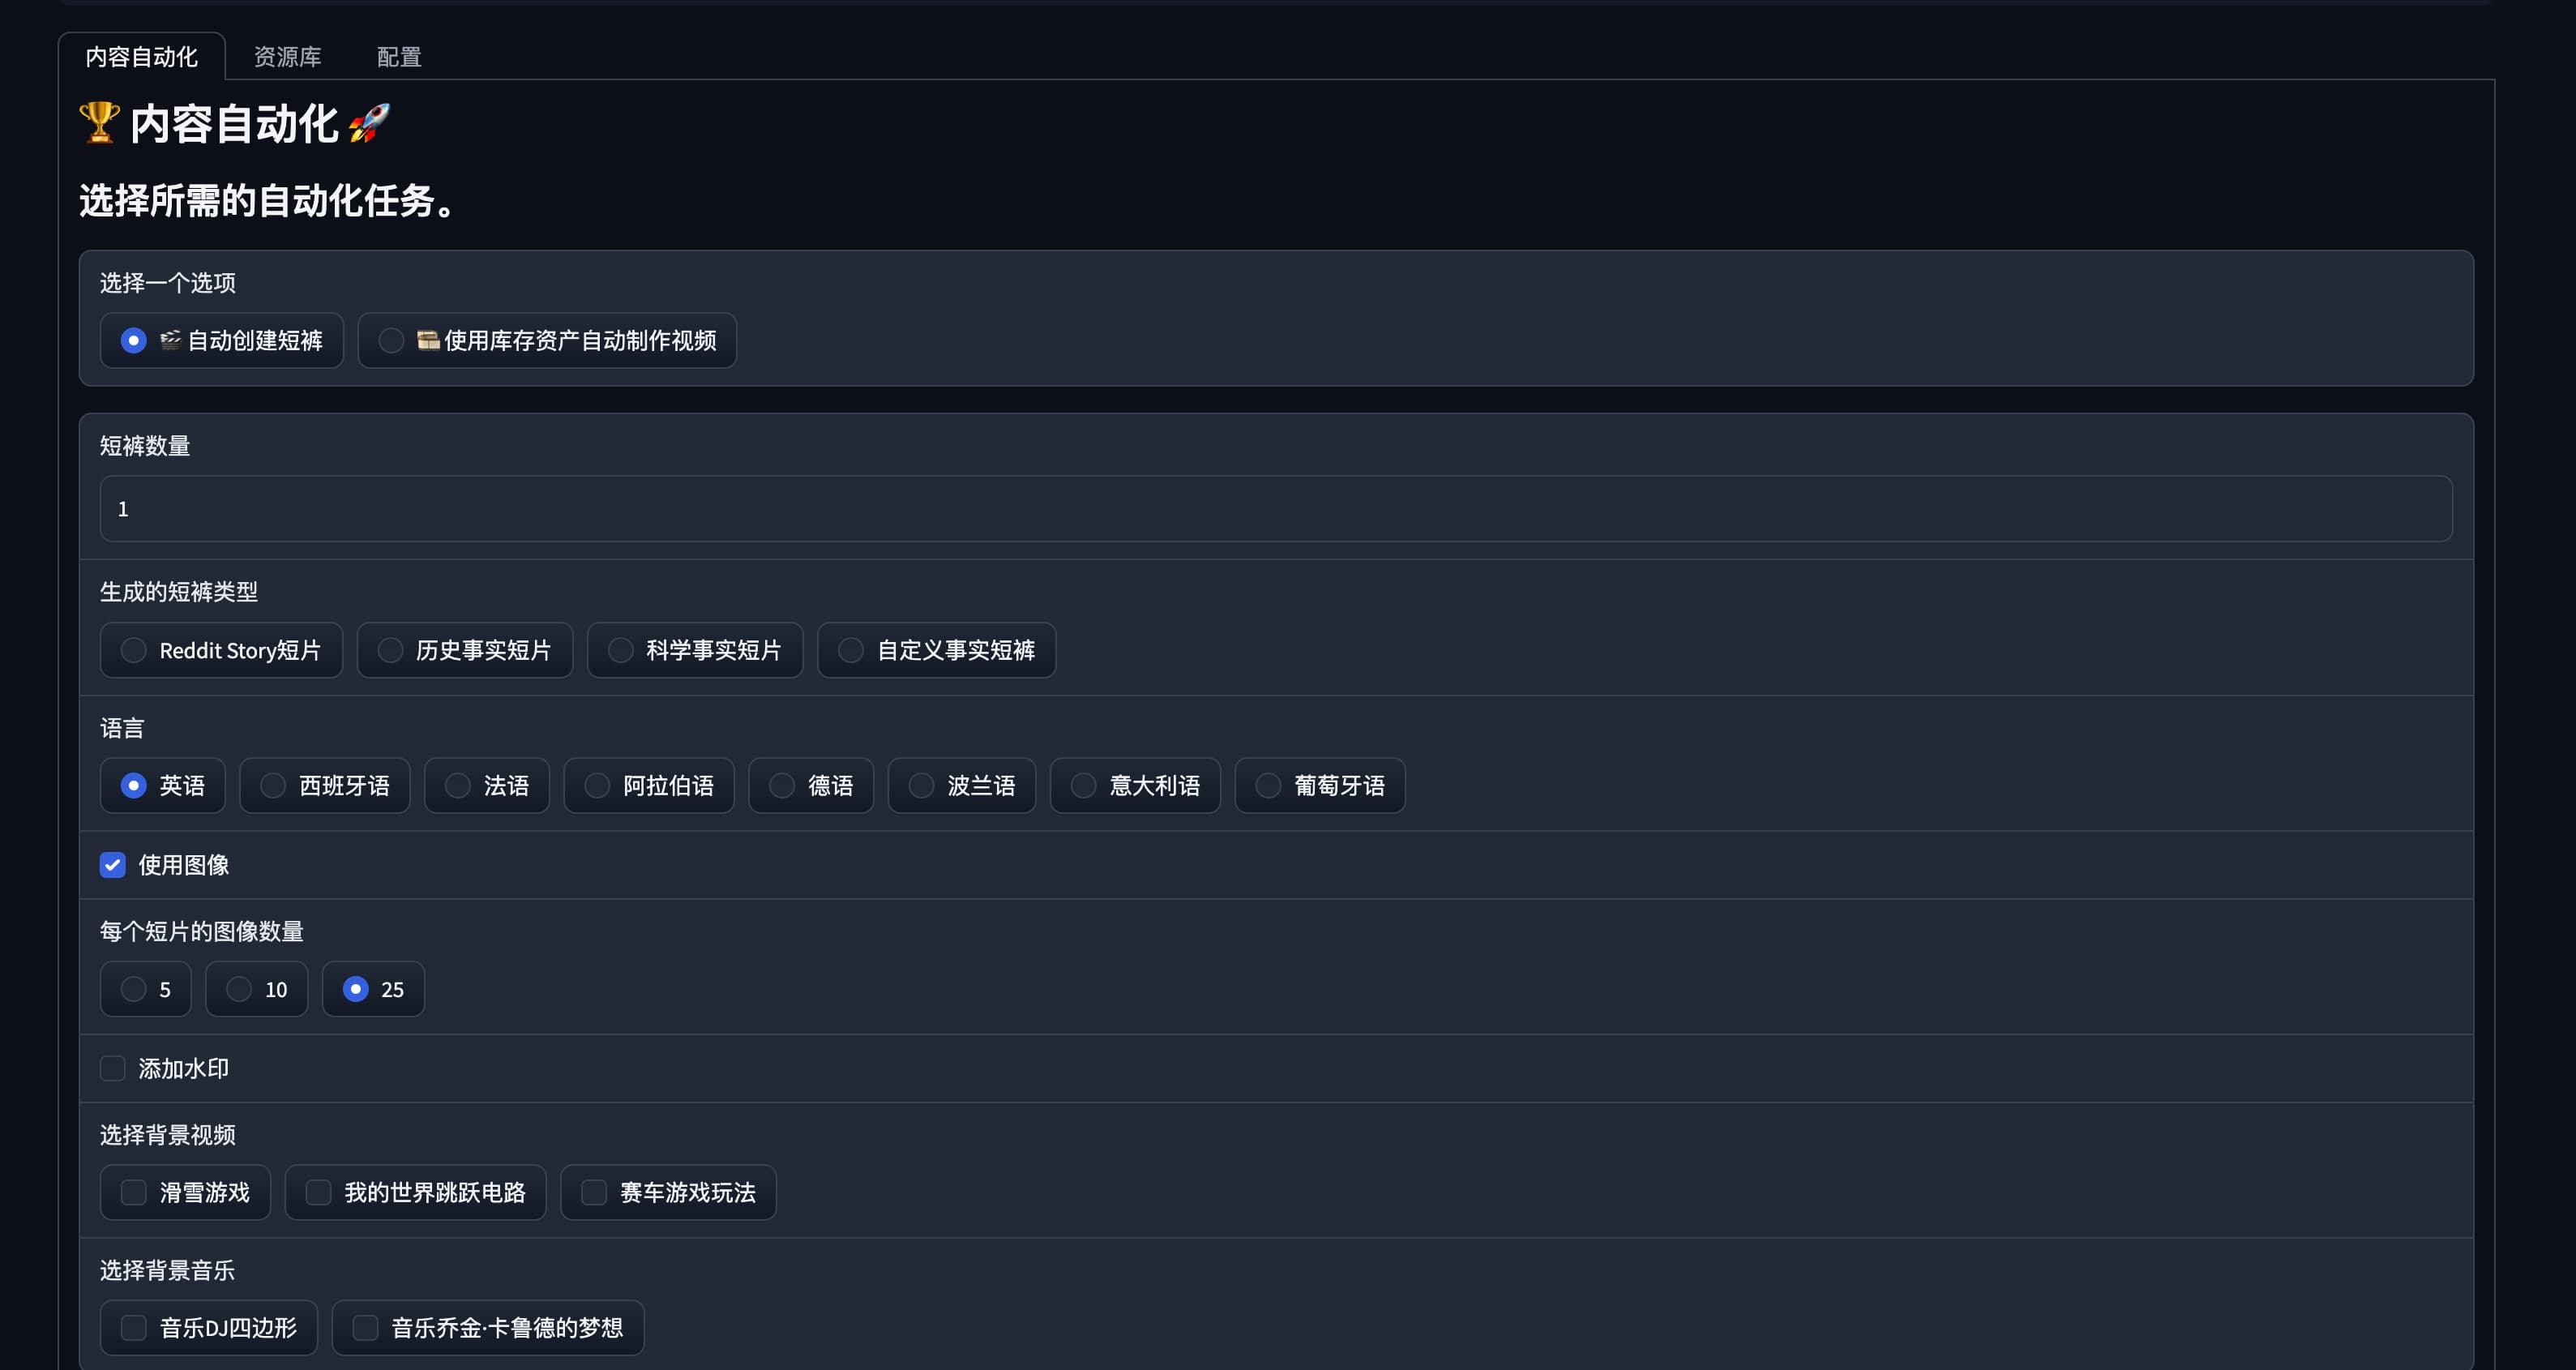 内容自动化 资源库 配置
🏆 内容自动化 🚀
选择所需的自动化任务。
选择一个选项
🎬 自动创建短裤 🗃️ 使用库存资产自动制作视频
短裤数量
1
生成的短裤类型
Reddit Story短片 历史事实短片 科学事实短片 自定义事实短裤
语言
英语 西班牙语 法语 阿拉伯语 德语 波兰语 意大利语 葡萄牙语
使用图像
每个短片的图像数量
5 10 25
添加水印
选择背景视频
滑雪游戏 我的世界跳跃电路 赛车游戏玩法
选择背景音乐
音乐DJ四边形 音乐乔金·卡鲁德的梦想